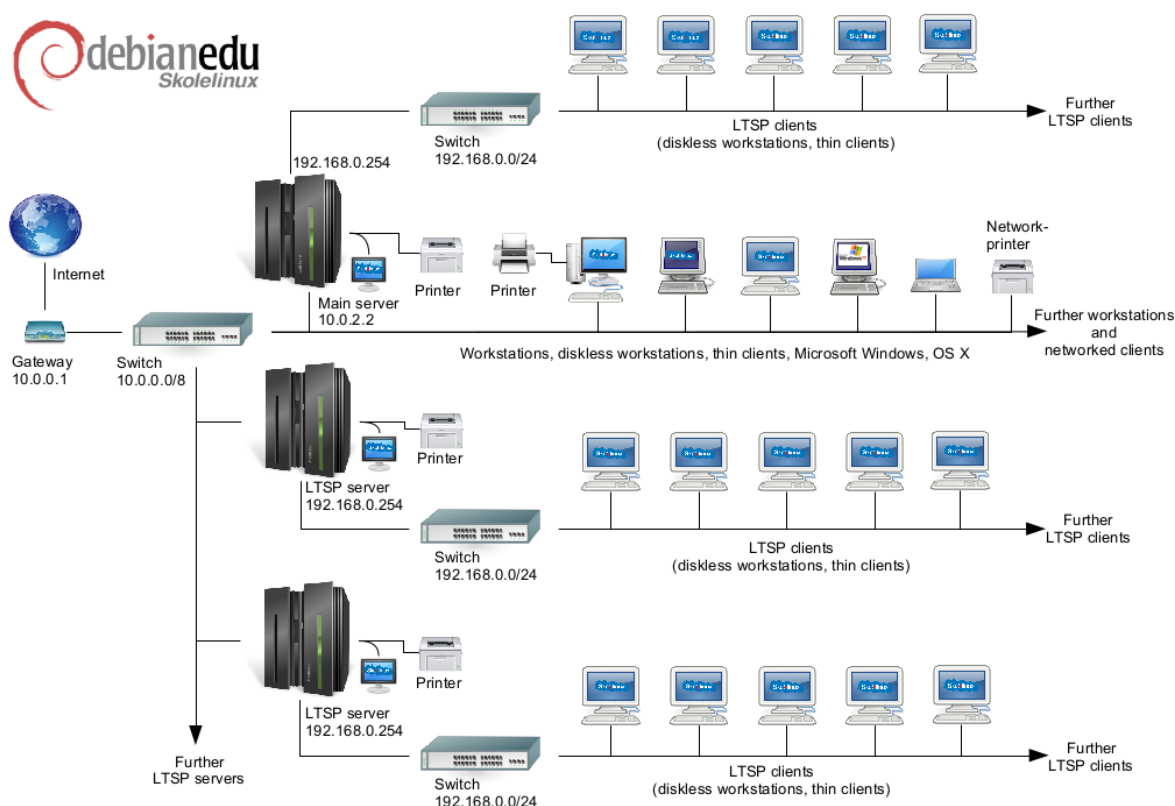 debianedu
Skolelinux
Further
LTSP clients
LTSP clients
(diskless workstations, thin clients)
Switch
192.168.0.0/24
192.168.0.254
Internet
Network-
printer
Main server
10.0.2.2
Printer
Printer
Windows
Further workstations
and
networked clients
Gateway
10.0.0.1
Switch
10.0.0.0/8
Workstations, diskless workstations, thin clients, Microsoft Windows, OS X
Printer
LTSP server
192.168.0.254
Switch
192.168.0.0/24
LTSP clients
(diskless workstations, thin clients)
Further
LTSP clients
Printer
LTSP server
192.168.0.254
Switch
192.168.0.0/24
LTSP clients
(diskless workstations, thin clients)
Further
LTSP clients
Further
LTSP servers